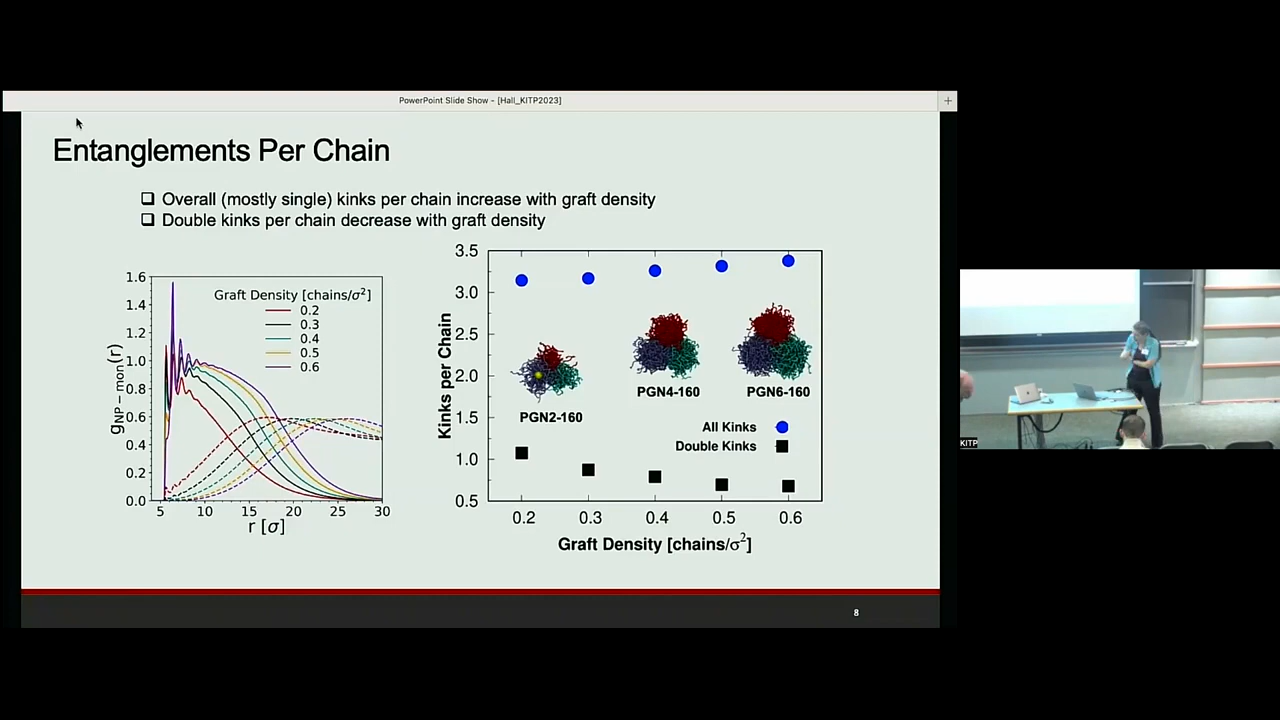 PowerPoint Slide Show - [Hall_KITP2023]
+
Entanglements Per Chain
❑ Overall (mostly single) kinks per chain increase with graft density
❑ Double kinks per chain decrease with graft density
1.6
1.4
1.2
1.0
0.8
0.6
0.4
0.2
0.0
g_NP−mon(r)
Graft Density [chains/σ²]
0.2
0.3
0.4
0.5
0.6
5 10 15 20 25 30
r [σ]
3.5
3.0
2.5
2.0
1.5
1.0
0.5
Kinks per Chain
PGN2-160
PGN4-160
PGN6-160
All Kinks
Double Kinks
0.2 0.3 0.4 0.5 0.6
Graft Density [chains/σ²]
8
KITP